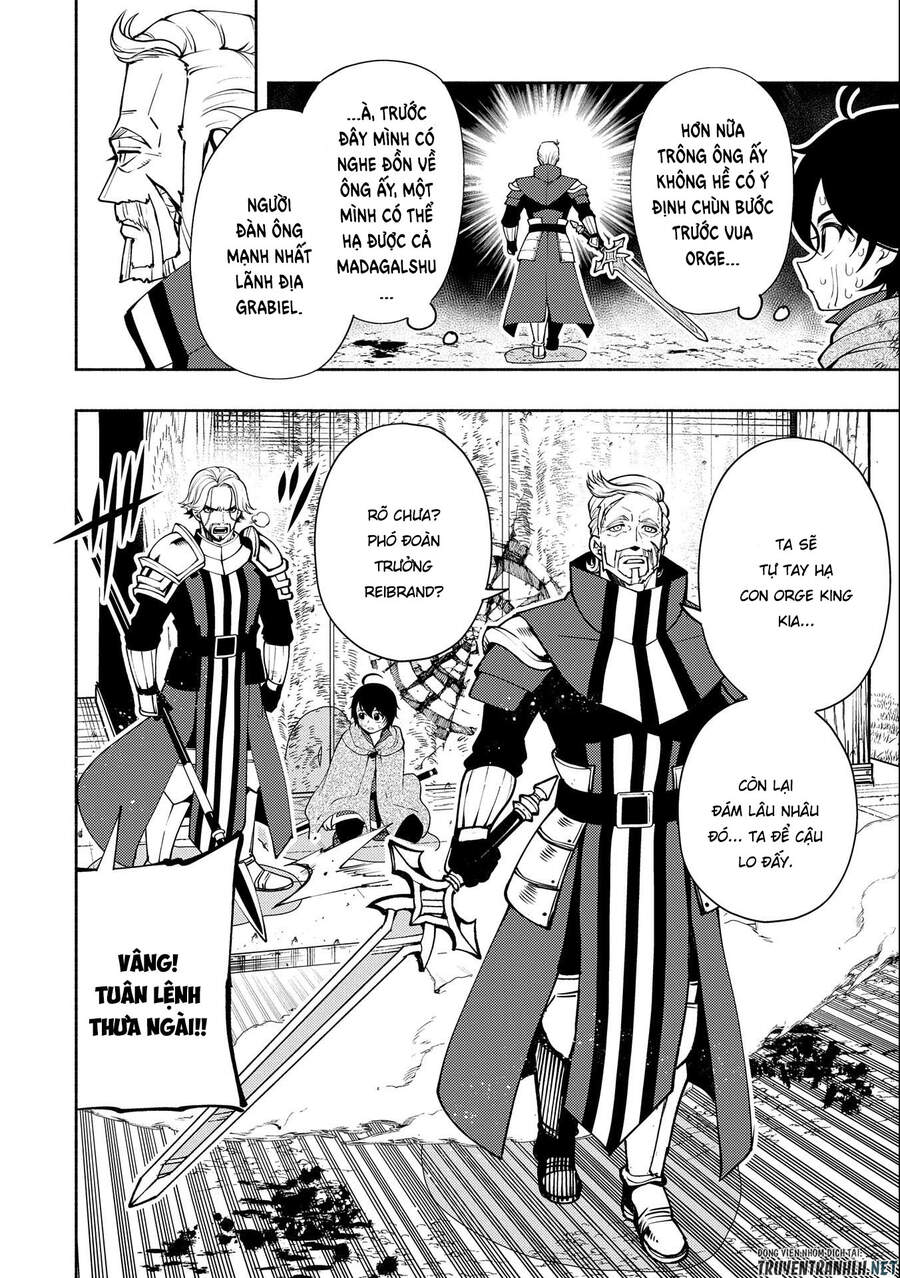 HƠN NỮA
TRÔNG ÔNG ẤY
KHÔNG HỀ CÓ Ý
ĐỊNH CHÙN BƯỚC
TRƯỚC VUA
ORGE...
...À, TRƯỚC
ĐÂY MÌNH CÓ
NGHE ĐỒN VỀ
ÔNG ẤY, MỘT
MÌNH CÓ THỂ
HẠ ĐƯỢC CẢ
MADAGALSHU
...
NGƯỜI
ĐÀN ÔNG
MẠNH NHẤT
LÃNH ĐỊA
GRABIEL.
TA SẼ
TỰ TAY HẠ
CON ORGE KING
KIA...
CÒN LẠI
ĐÁM LÂU NHÂU
ĐÓ... TA ĐỂ CẬU
LO ĐẤY.
RÕ CHƯA?
PHÓ ĐOÀN
TRƯỞNG
REIBRAND?
VÂNG!
TUÂN LỆNH
THƯA NGÀI!!
ĐỘNG VIÊN NHÓM DỊCH TẠI:
TRUYENTRANHLH.NET